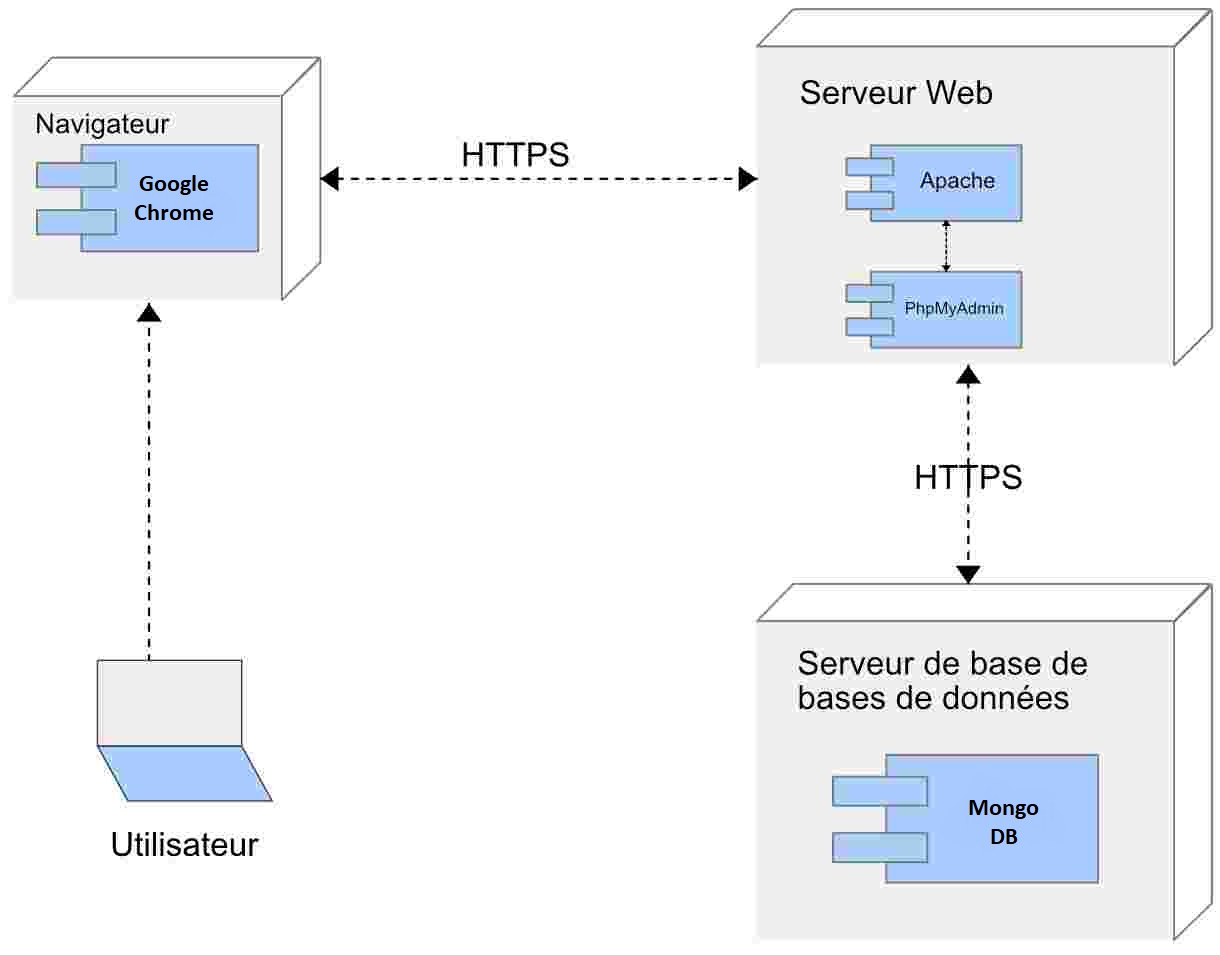 Serveur Web
Navigateur
HTTPS
Google
Chrome
Apache
PhpMyAdmin
HTTPS
Serveur de base de
bases de données
Mongo
DB
Utilisateur